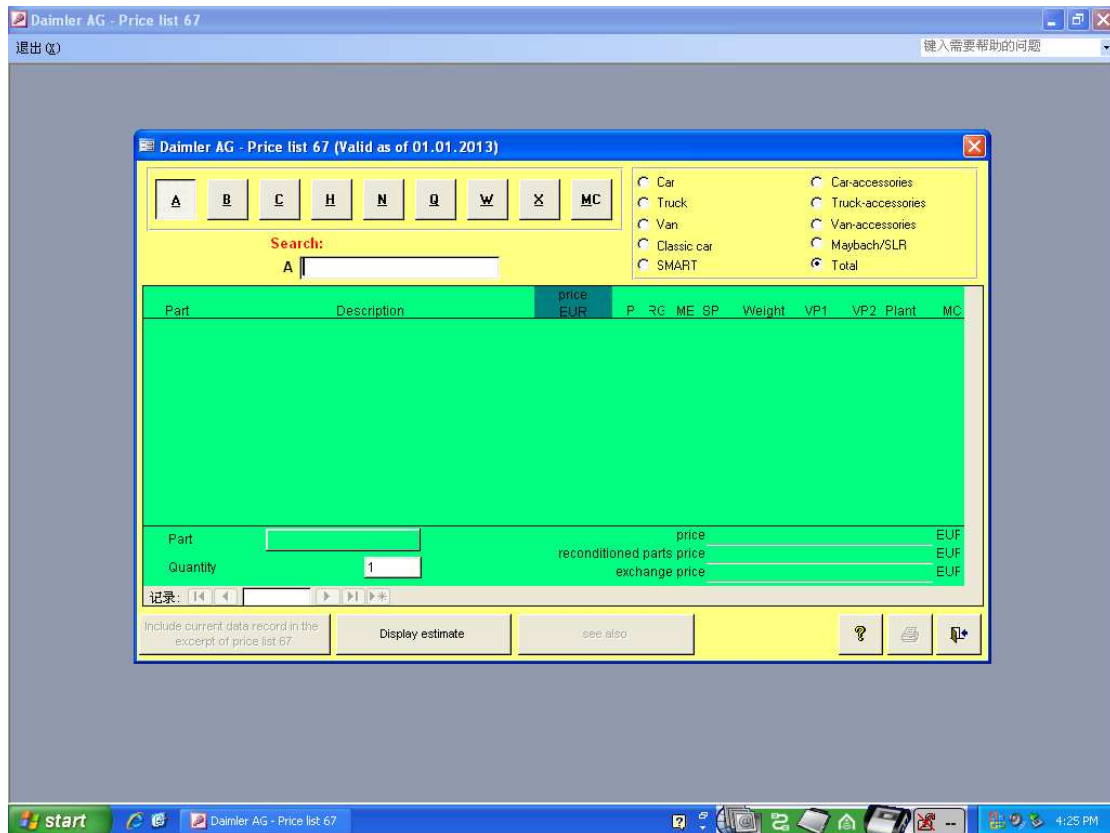 Daimler AG - Price list 67
退出(X)
键入需要帮助的问题
Daimler AG - Price list 67 (Valid as of 01.01.2013)
A B C H N Q W X MC
Car Car-accessories
Truck Truck-accessories
Van Van-accessories
Classic car Maybach/SLR
SMART Total
Search:
A
price
Part Description EUR P RG ME SP Weight VP1 VP2 Plant MC
Part price EUR
reconditioned parts price EUR
Quantity 1 exchange price EUR
记录:
Include current data record in the
excerpt of price list 67
Display estimate
see also
start Daimler AG - Price list 67 4:25 PM